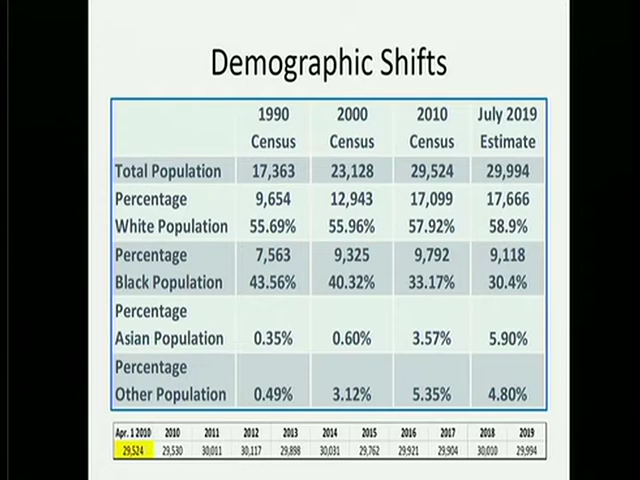 Demographic Shifts
1990 2000 2010 July 2019
Census Census Census Estimate
Total Population 17,363 23,128 29,524 29,994
Percentage 9,654 12,943 17,099 17,666
White Population 55.69% 55.96% 57.92% 58.9%
Percentage 7,563 9,325 9,792 9,118
Black Population 43.56% 40.32% 33.17% 30.4%
Percentage
Asian Population 0.35% 0.60% 3.57% 5.90%
Percentage
Other Population 0.49% 3.12% 5.35% 4.80%
Apr. 1 2010 2010 2011 2012 2013 2014 2015 2016 2017 2018 2019
29,524 29,530 30,011 30,117 29,898 30,031 29,762 29,921 29,904 30,010 29,994